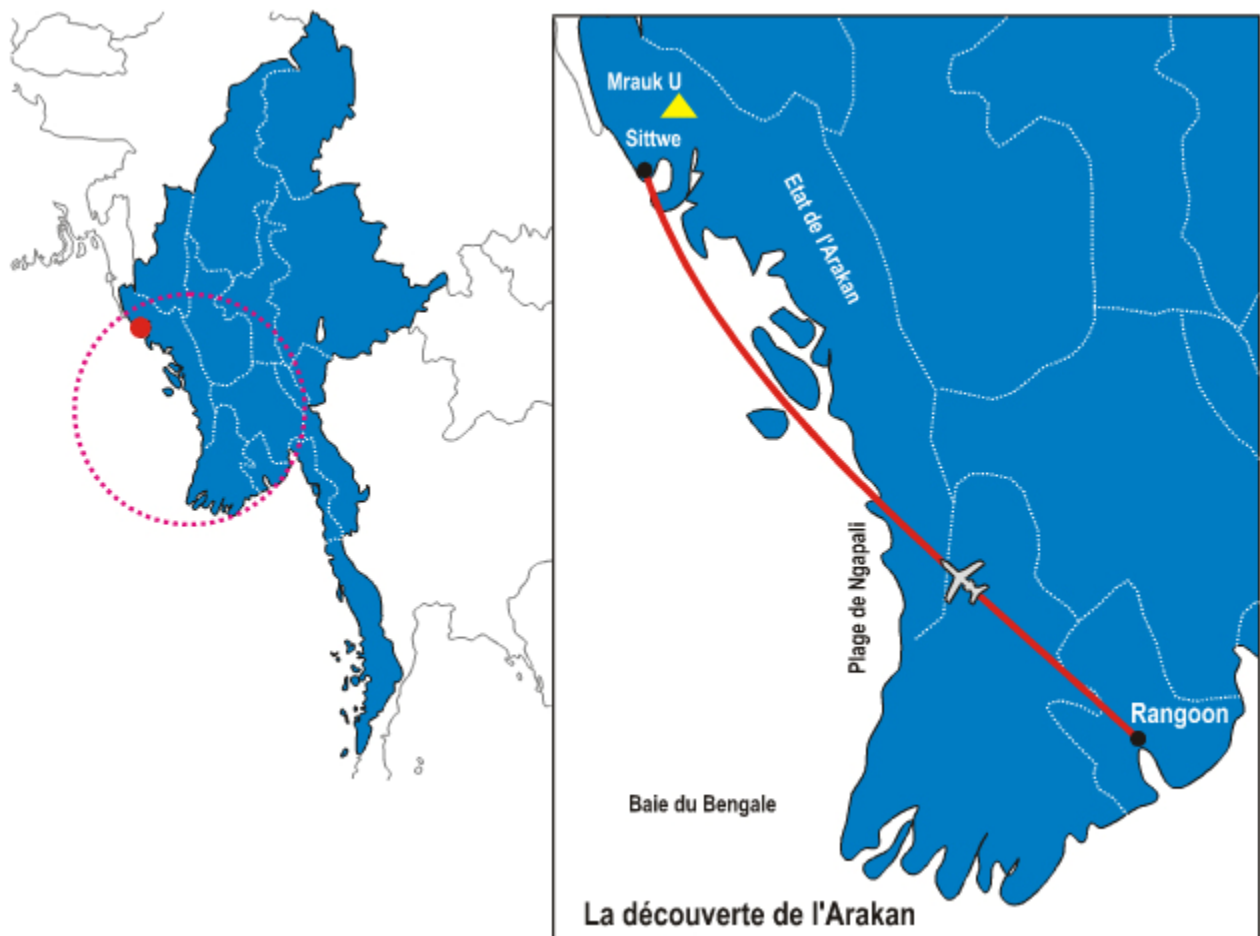 Mrauk U
Sittwe
Etat de l'Arakan
Plage de Ngapali
Rangoon
Baie du Bengale
La découverte de l'Arakan